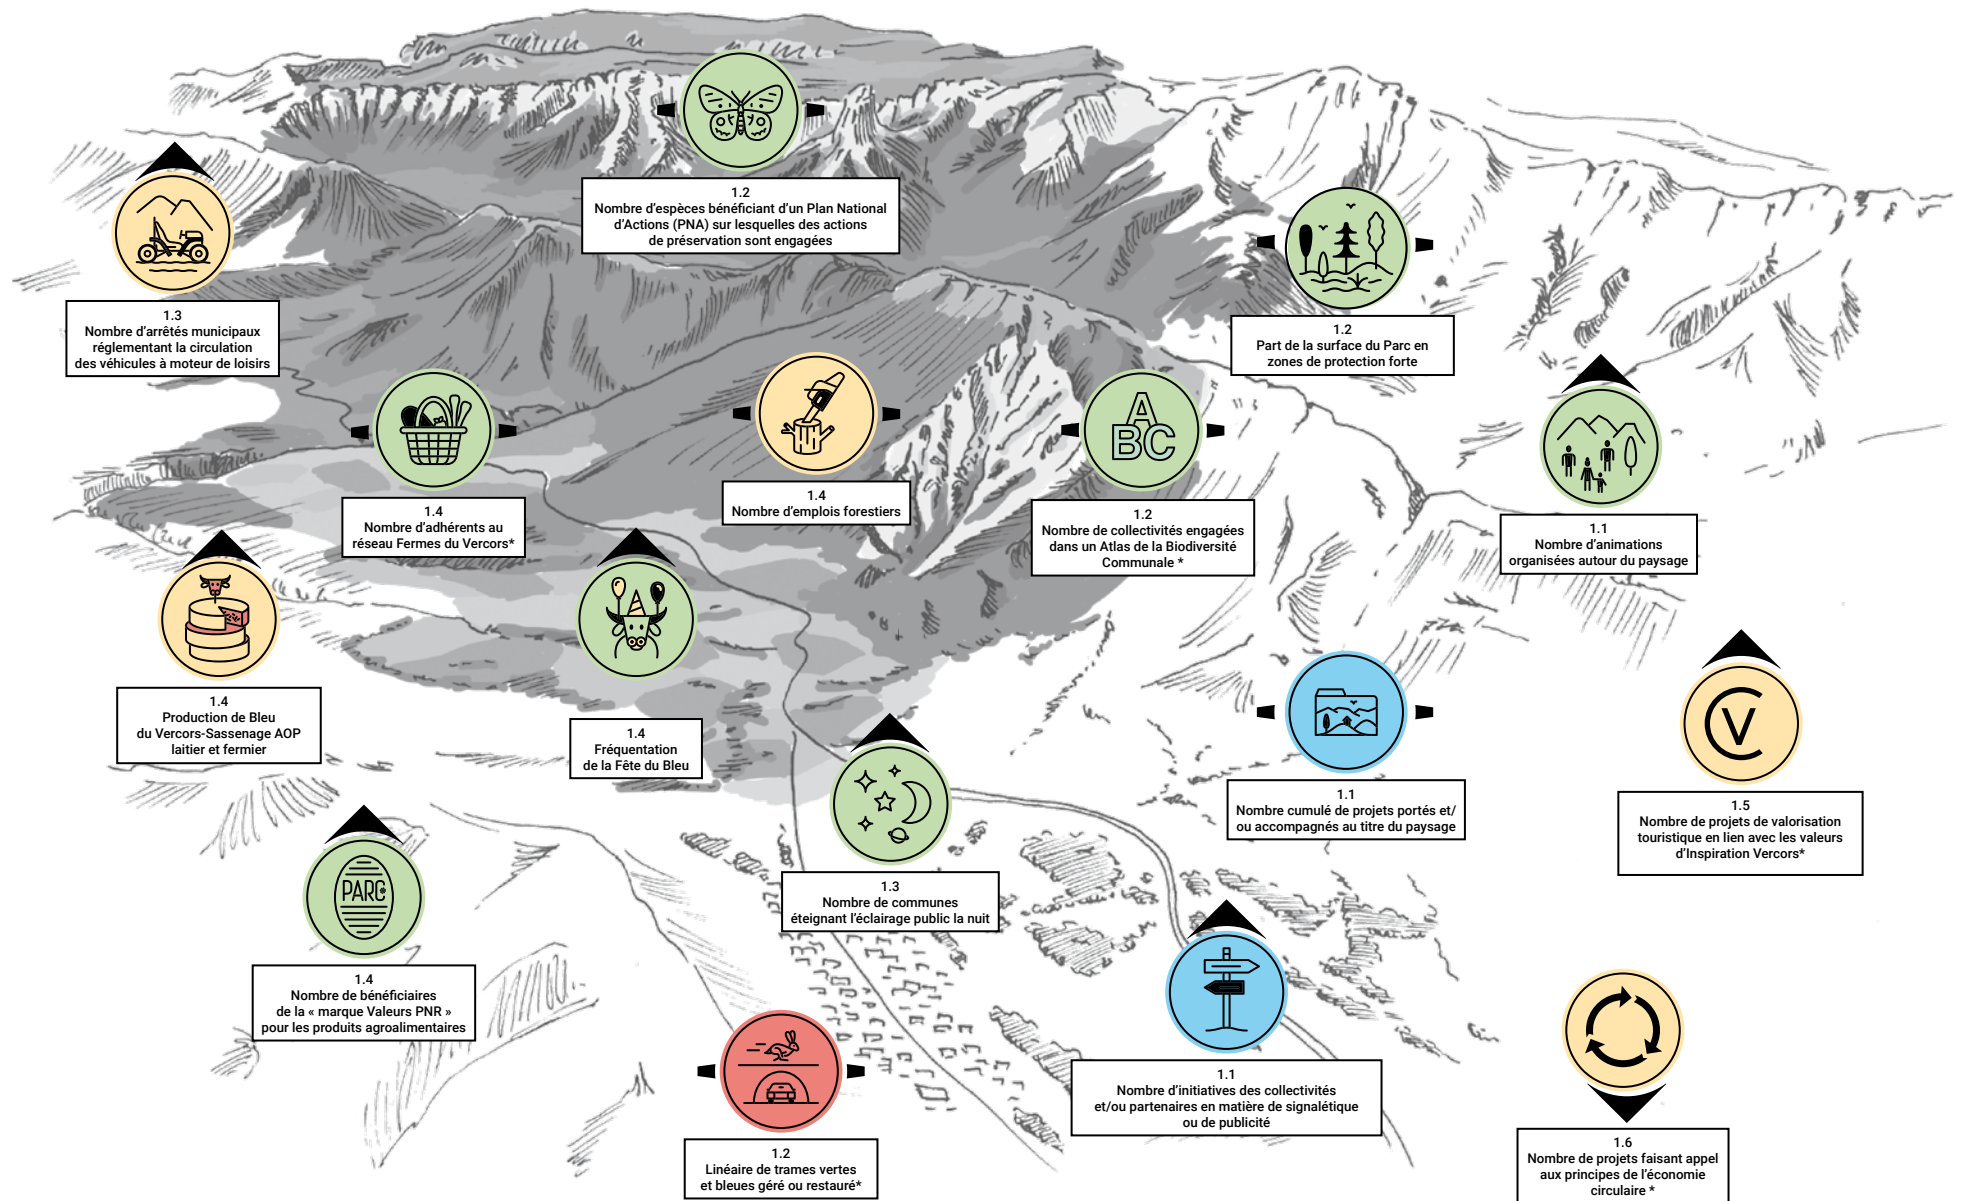 1.2
Nombre d'espèces bénéficiant d'un Plan National
d'Actions (PNA) sur lesquelles des actions
de préservation sont engagées
1.3
Nombre d'arrêtés municipaux
réglementant la circulation
des véhicules à moteur de loisirs
1.2
Part de la surface du Parc en
zones de protection forte
1.4
Nombre d'adhérents au
réseau Fermes du Vercors*
1.4
Nombre d'emplois forestiers
A
BC
1.2
Nombre de collectivités engagées
dans un Atlas de la Biodiversité
Communale *
1.1
Nombre d'animations
organisées autour du paysage
1.4
Production de Bleu
du Vercors-Sassenage AOP
laitier et fermier
1.4
Fréquentation
de la Fête du Bleu
1.1
Nombre cumulé de projets portés et/
ou accompagnés au titre du paysage
CV
1.5
Nombre de projets de valorisation
touristique en lien avec les valeurs
d'Inspiration Vercors*
1.3
Nombre de communes
éteignant l'éclairage public la nuit
PARC
1.4
Nombre de bénéficiaires
de la « marque Valeurs PNR »
pour les produits agroalimentaires
1.1
Nombre d'initiatives des collectivités
et/ou partenaires en matière de signalétique
ou de publicité
1.2
Linéaire de trames vertes
et bleues géré ou restauré*
1.6
Nombre de projets faisant appel
aux principes de l'économie
circulaire *